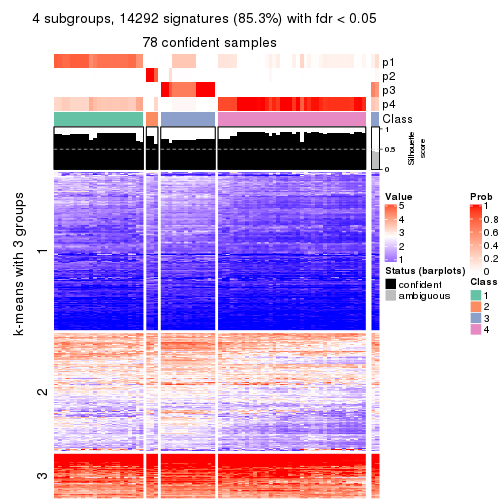 4 subgroups, 14292 signatures (85.3%) with fdr < 0.05
78 confident samples
p1
p2
p3
p4
Class
1
0.5
0
Silhouette
score
k-means with 3 groups
1
2
3
Value
5
4
3
2
1
Status (barplots)
confident
ambiguous
Prob
1
0.8
0.6
0.4
0.2
0
Class
1
2
3
4